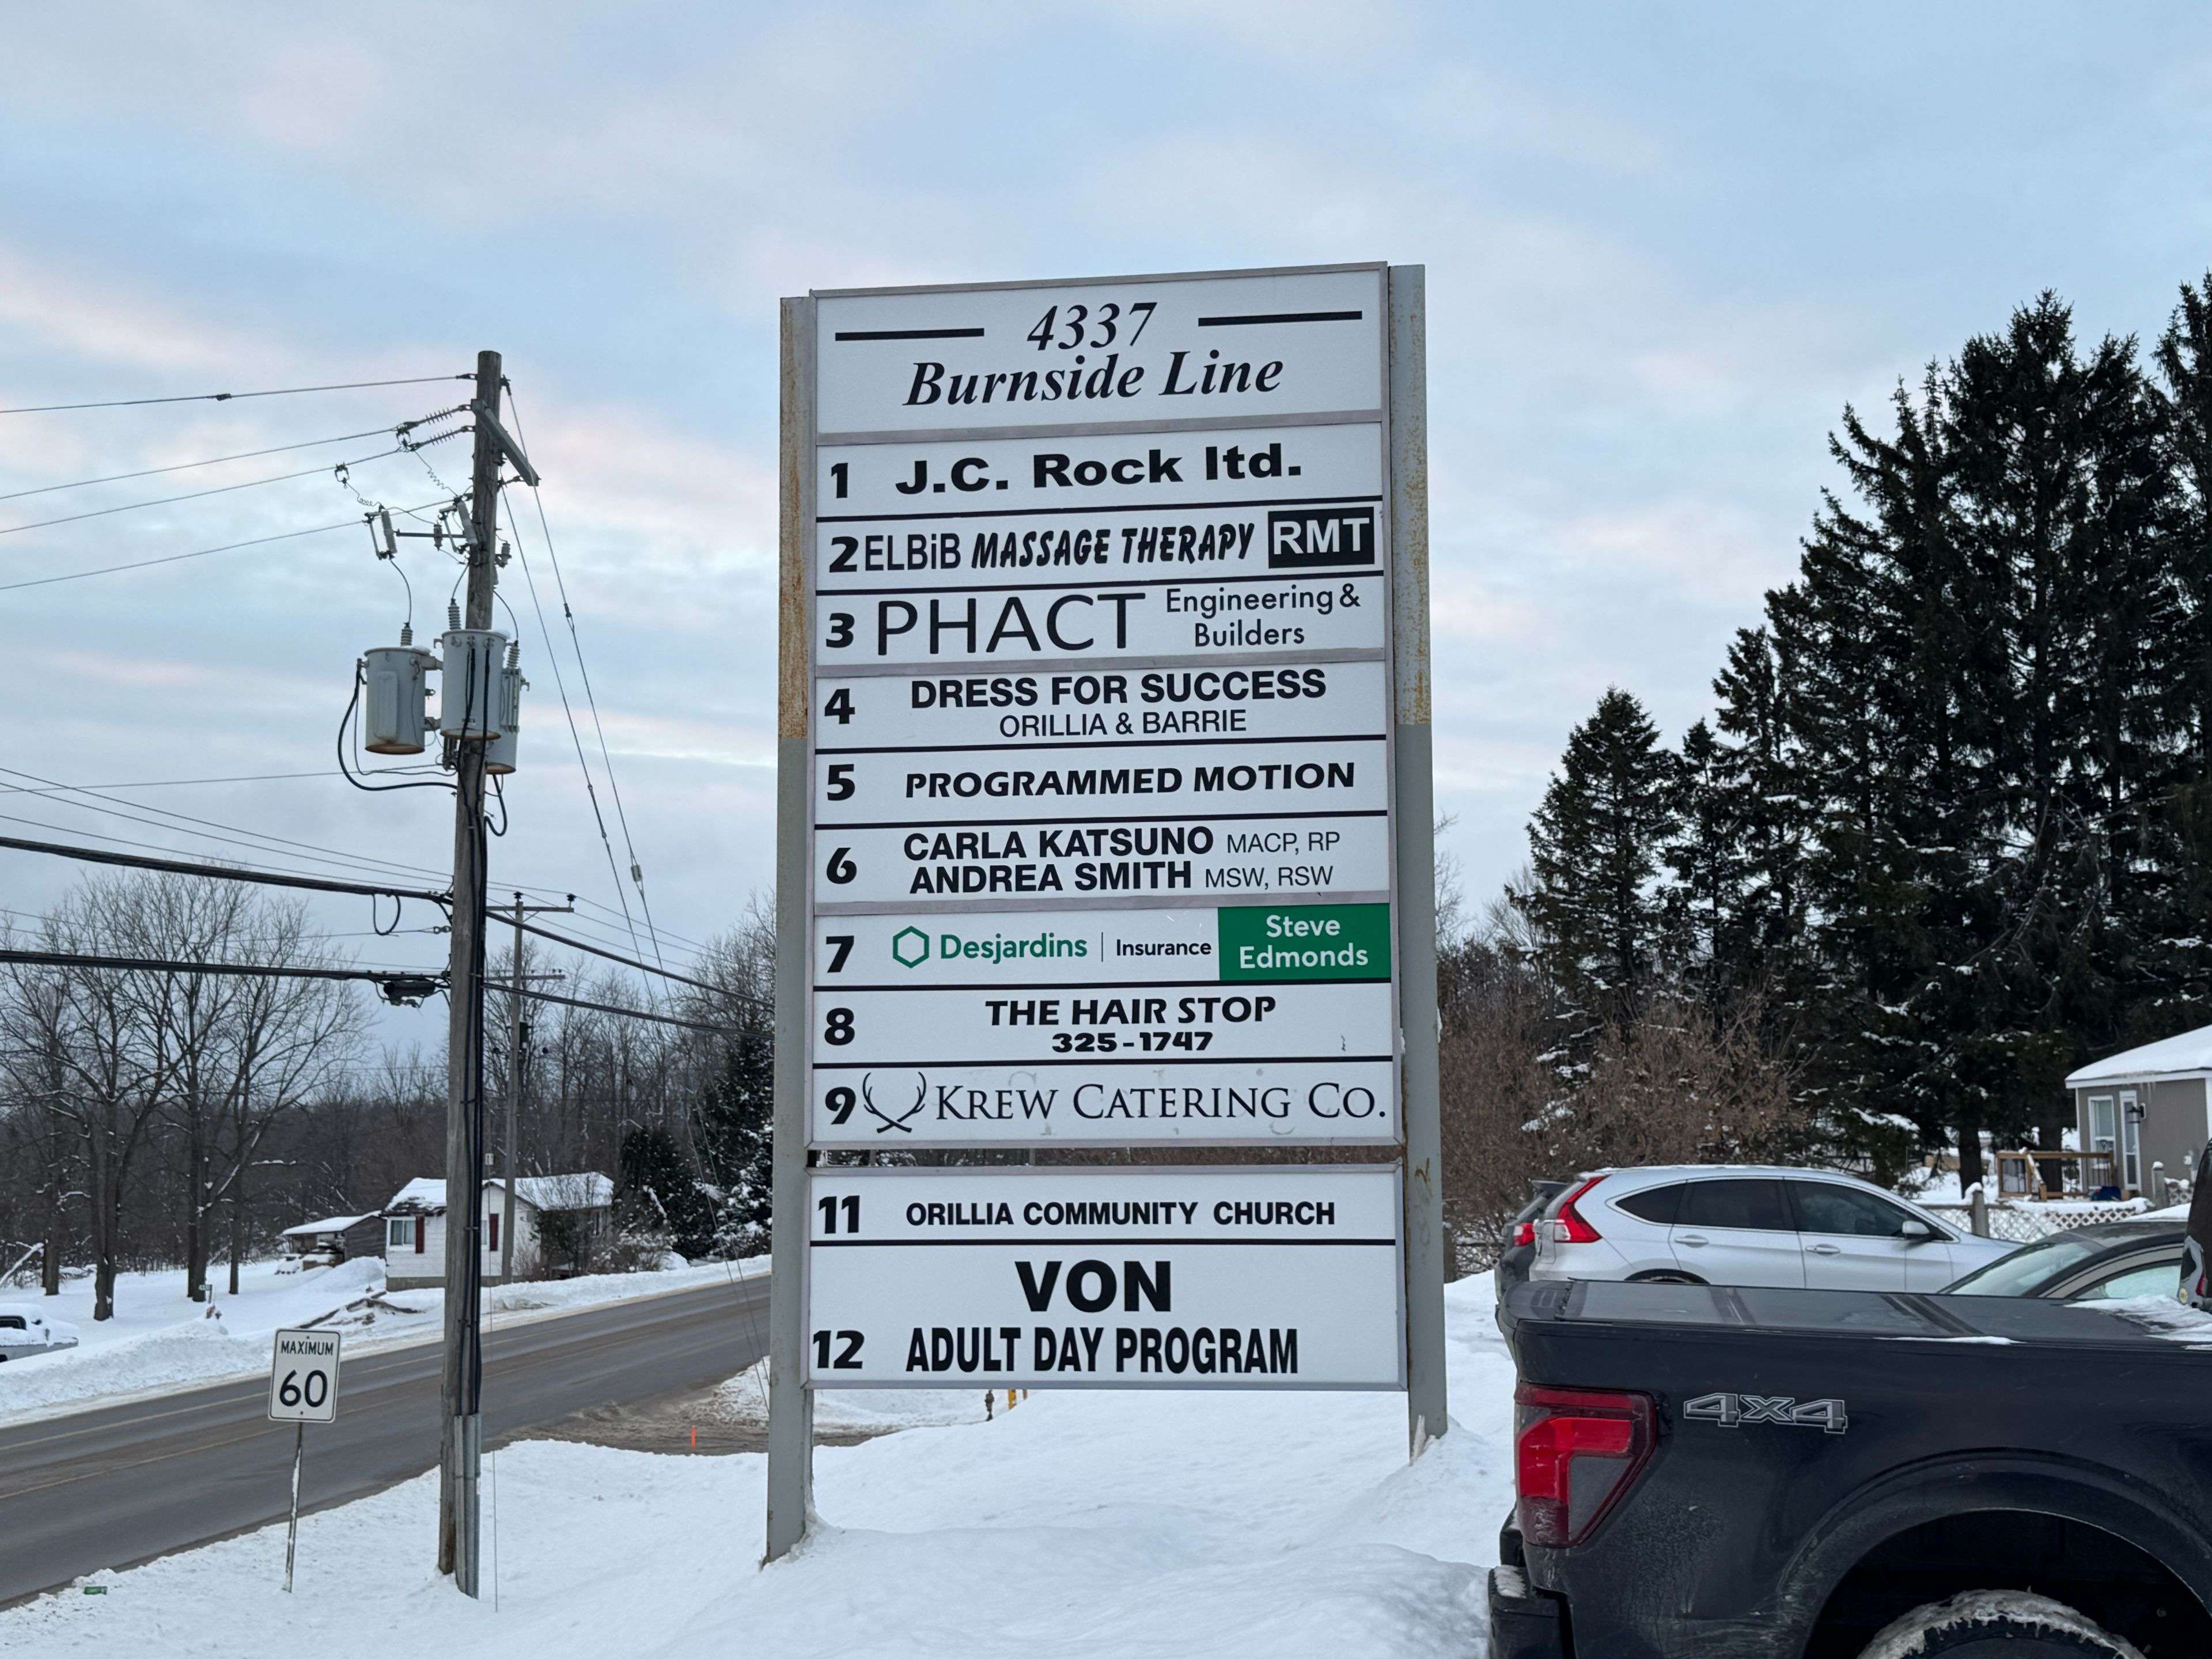 4337
Burnside Line
1 J.C. Rock ltd.
2 ELBiB MASSAGE THERAPY RMT
3 PHACT Engineering &
Builders
4 DRESS FOR SUCCESS
ORILLIA & BARRIE
5 PROGRAMMED MOTION
6 CARLA KATSUNO MACP, RP
ANDREA SMITH MSW, RSW
7 Desjardins | Insurance Steve
Edmonds
8 THE HAIR STOP
325-1747
9 KREW CATERING CO.
11 ORILLIA COMMUNITY CHURCH
VON
12 ADULT DAY PROGRAM
MAXIMUM
60
4X4